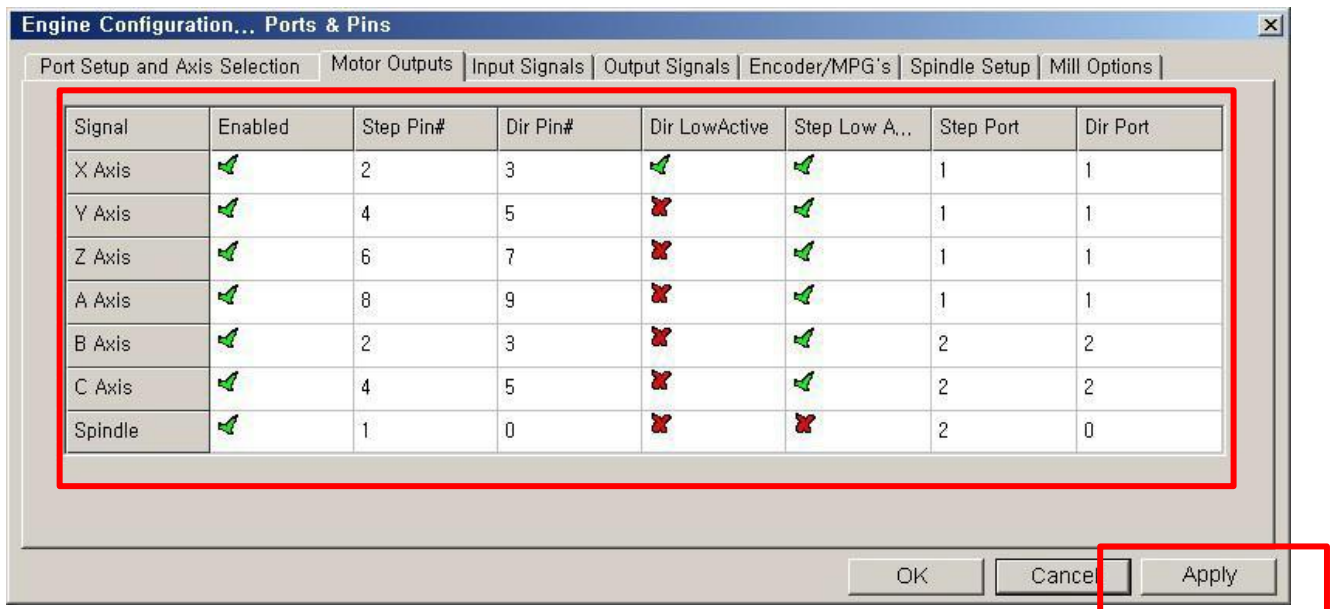 Engine Configuration... Ports & Pins
Port Setup and Axis Selection Motor Outputs Input Signals Output Signals Encoder/MPG's Spindle Setup Mill Options
Signal Enabled Step Pin# Dir Pin# Dir LowActive Step Low A... Step Port Dir Port
X Axis 2 3 1 1
Y Axis 4 5 1 1
Z Axis 6 7 1 1
A Axis 8 9 1 1
B Axis 2 3 2 2
C Axis 4 5 2 2
Spindle 1 0 2 0
OK Cancel Apply